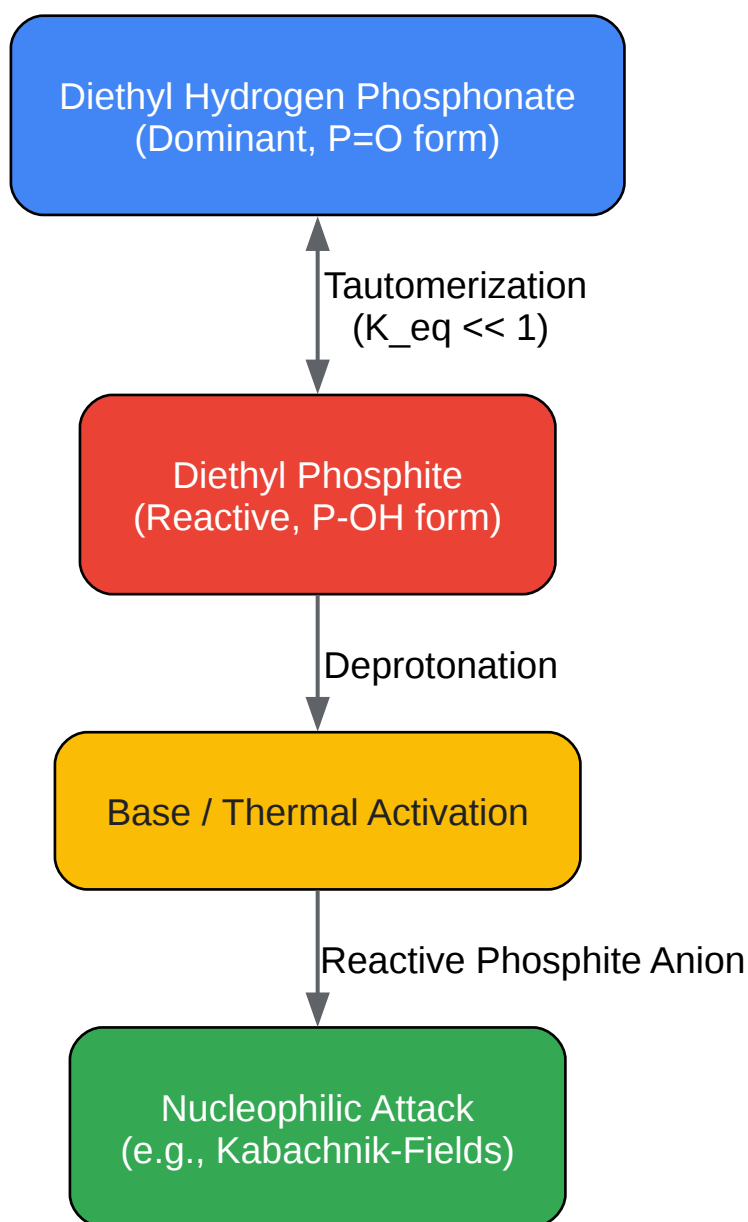 Diethyl Hydrogen Phosphonate
(Dominant, P=O form)
Tautomerization
(K_eq << 1)
Diethyl Phosphite
(Reactive, P-OH form)
Deprotonation
Base / Thermal Activation
Reactive Phosphite Anion
Nucleophilic Attack
(e.g., Kabachnik-Fields)